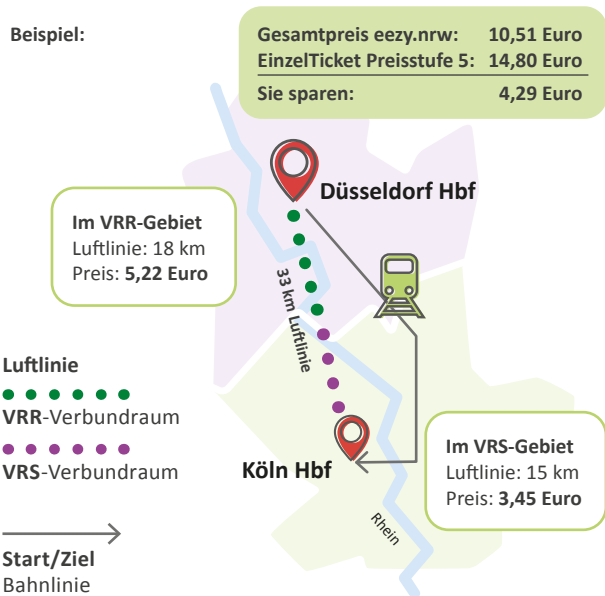 Beispiel:
Gesamtpreis eezy.nrw: 10,51 Euro
EinzelTicket Preisstufe 5: 14,80 Euro
Sie sparen: 4,29 Euro
Düsseldorf Hbf
Im VRR-Gebiet
Luftlinie: 18 km
Preis: 5,22 Euro
33 km Luftlinie
Luftlinie
VRR-Verbundraum
VRS-Verbundraum
Köln Hbf
Im VRS-Gebiet
Luftlinie: 15 km
Preis: 3,45 Euro
Rhein
Start/Ziel
Bahnlinie